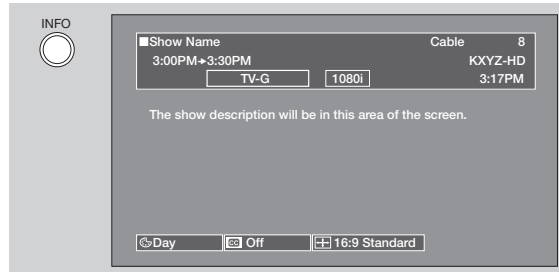 INFO
Show Name Cable 8
3:00PM→3:30PM KXYZ-HD
TV-G 1080i 3:17PM
The show description will be in this area of the screen.
Day CC Off 16:9 Standard